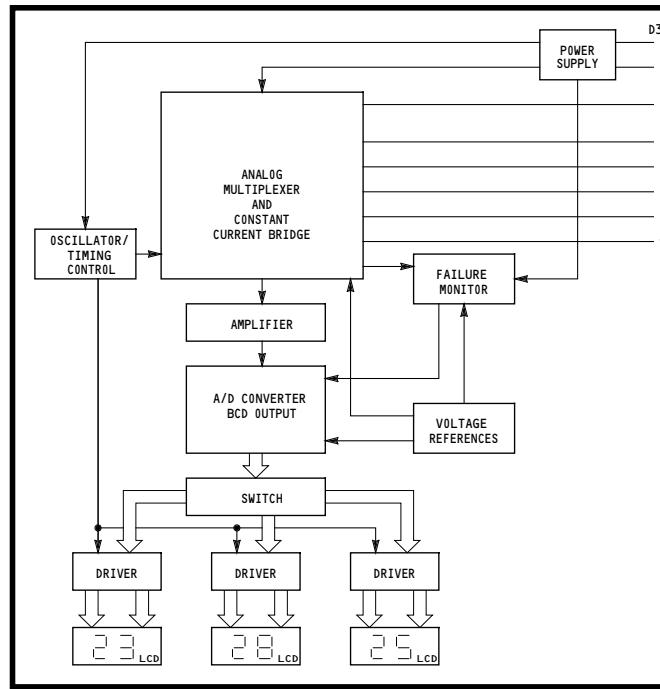 D3
POWER
SUPPLY
ANALOG
MULTIPLEXER
AND
CONSTANT
CURRENT BRIDGE
OSCILLATOR/
TIMING
CONTROL
FAILURE
MONITOR
AMPLIFIER
A/D CONVERTER
BCD OUTPUT
VOLTAGE
REFERENCES
SWITCH
DRIVER
DRIVER
DRIVER
23 LCD
28 LCD
25 LCD